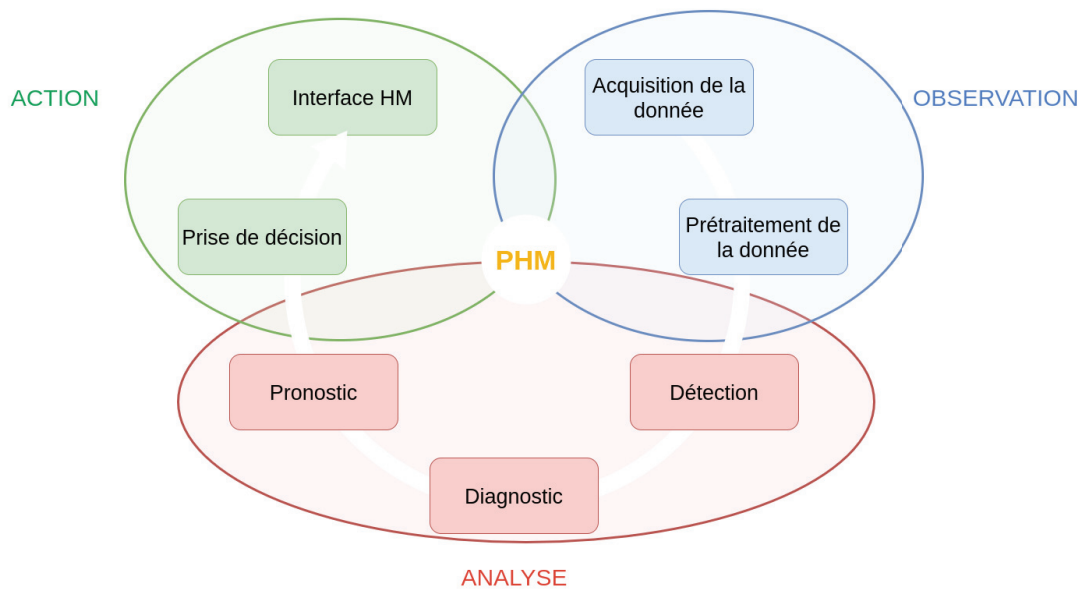 ACTION
Interface HM
Acquisition de la
donnée
OBSERVATION
Prise de décision
Prétraitement de
la donnée
PHM
Pronostic
Détection
Diagnostic
ANALYSE